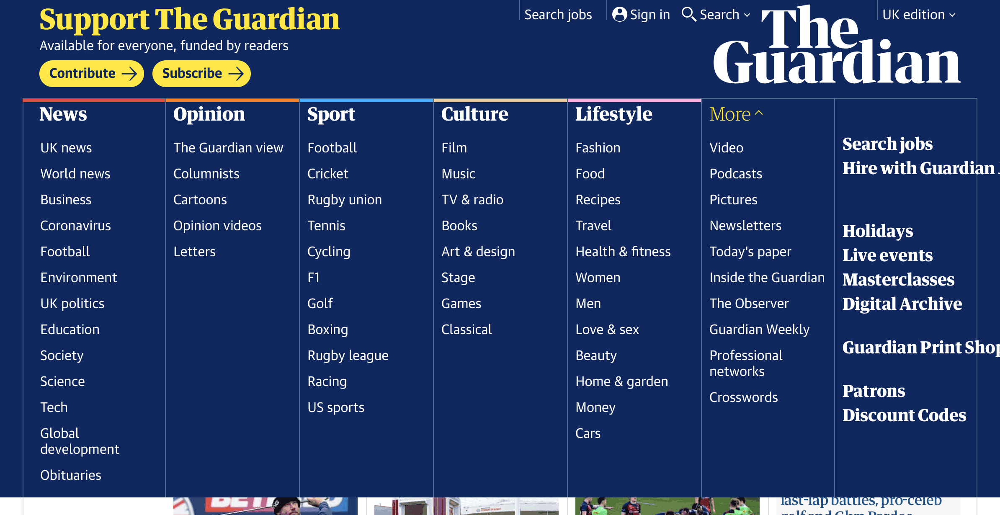 Support The Guardian
Available for everyone, funded by readers
Contribute
Subscribe
Search jobs
Sign in
Search
UK edition
The
Guardian
News
UK news
World news
Business
Coronavirus
Football
Environment
UK politics
Education
Society
Science
Tech
Global
development
Obituaries
Opinion
The Guardian view
Columnists
Cartoons
Opinion videos
Letters
Sport
Football
Cricket
Rugby union
Tennis
Cycling
F1
Golf
Boxing
Rugby league
Racing
US sports
Culture
Film
Music
TV & radio
Books
Art & design
Stage
Games
Classical
Lifestyle
Fashion
Food
Recipes
Travel
Health & fitness
Women
Men
Love & sex
Beauty
Home & garden
Money
Cars
More
Video
Podcasts
Pictures
Newsletters
Today's paper
Inside the Guardian
The Observer
Guardian Weekly
Professional
networks
Crosswords
Search jobs
Hire with Guardian
Holidays
Live events
Masterclasses
Digital Archive
Guardian Print Shop
Patrons
Discount Codes
last-lap battles, pro-celeb
golf and Glyn Pardoe